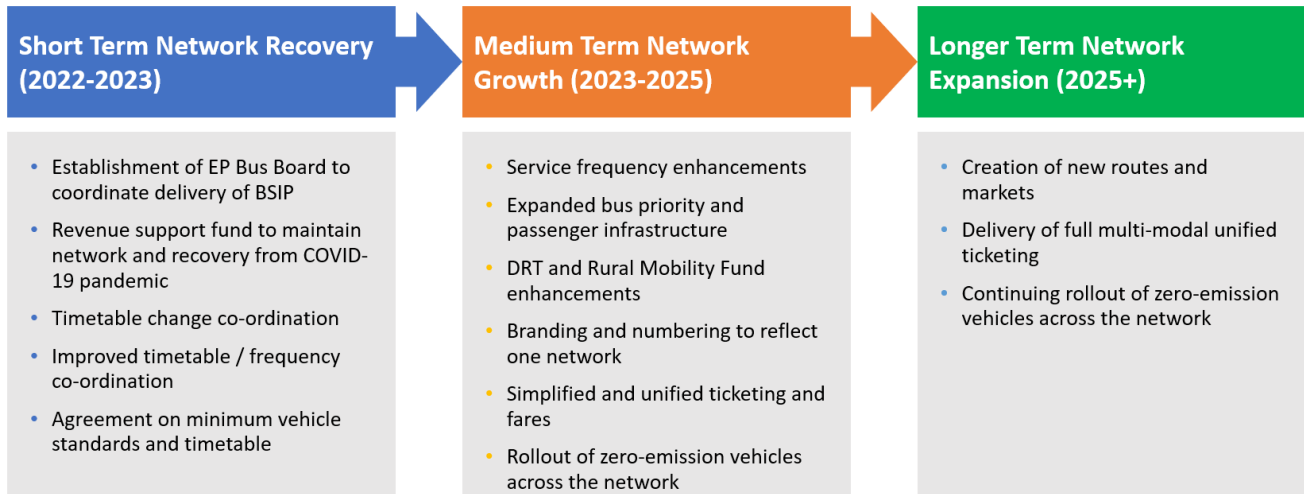 Short Term Network Recovery
(2022-2023)
• Establishment of EP Bus Board to
coordinate delivery of BSIP
• Revenue support fund to maintain
network and recovery from COVID-
19 pandemic
• Timetable change co-ordination
• Improved timetable / frequency
co-ordination
• Agreement on minimum vehicle
standards and timetable
Medium Term Network
Growth (2023-2025)
• Service frequency enhancements
• Expanded bus priority and
passenger infrastructure
• DRT and Rural Mobility Fund
enhancements
• Branding and numbering to reflect
one network
• Simplified and unified ticketing and
fares
• Rollout of zero-emission vehicles
across the network
Longer Term Network
Expansion (2025+)
• Creation of new routes and
markets
• Delivery of full multi-modal unified
ticketing
• Continuing rollout of zero-emission
vehicles across the network